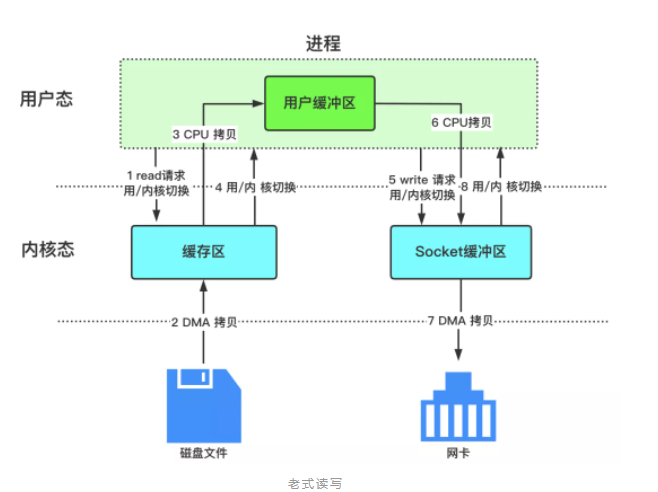 进程
用户态
用户缓冲区
3 CPU 拷贝
6 CPU拷贝
1 read请求
用/内核切换
4 用/内 核切换
5 write 请求
用/内核切换
8 用/内 核切换
内核态
缓存区
Socket缓冲区
2 DMA 拷贝
7 DMA 拷贝
磁盘文件
网卡
老式读写